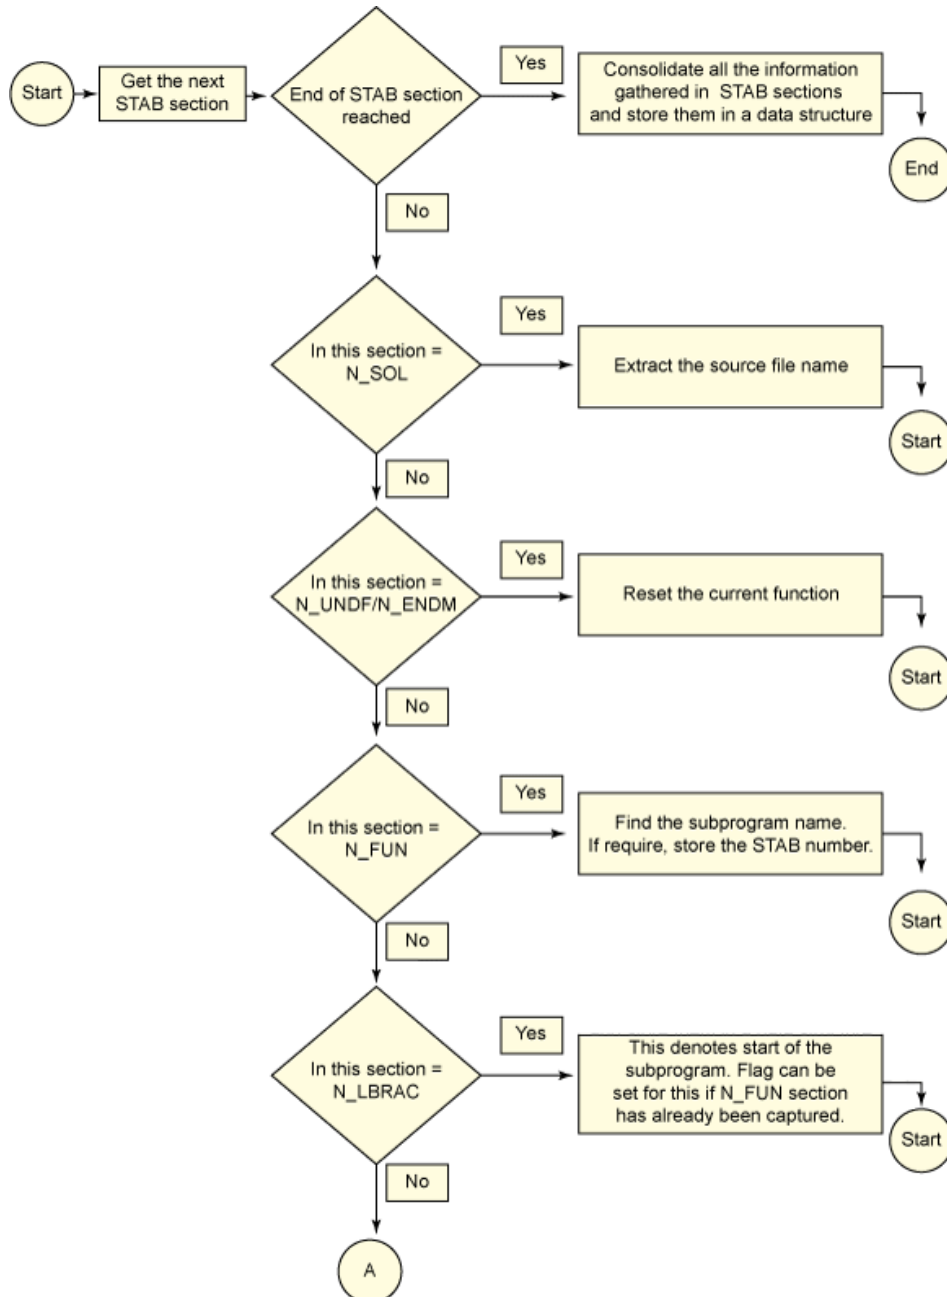 Start
Get the next
STAB section
End of STAB section
reached
Yes
Consolidate all the information
gathered in STAB sections
and store them in a data structure
End
No
In this section =
N_SOL
Yes
Extract the source file name
Start
No
In this section =
N_UNDF/N_ENDM
Yes
Reset the current function
Start
No
In this section =
N_FUN
Yes
Find the subprogram name.
If require, store the STAB number.
Start
No
In this section =
N_LBRAC
Yes
This denotes start of the
subprogram. Flag can be
set for this if N_FUN section
has already been captured.
Start
No
A